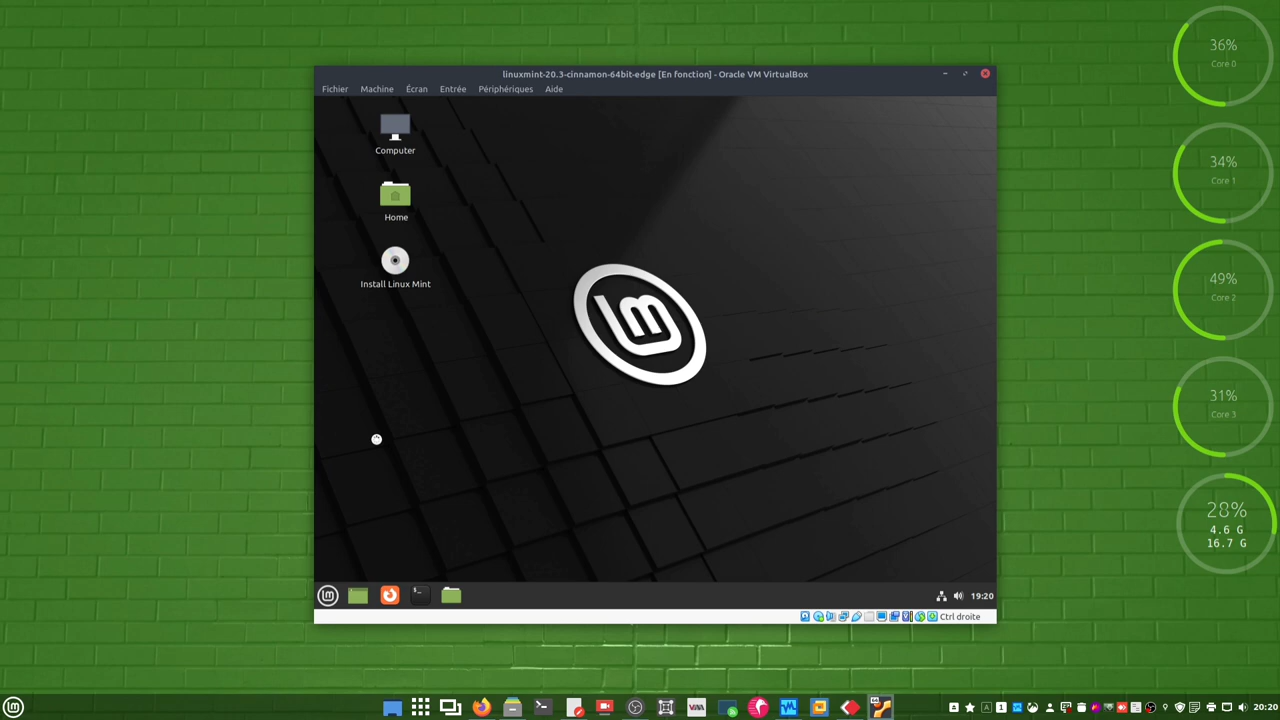 linuxmint-20.3-cinnamon-64bit-edge [En fonction] - Oracle VM VirtualBox
Fichier Machine Écran Entrée Périphériques Aide
Computer
Home
Install Linux Mint
19:20
Ctrl droite
36%
Core 0
34%
Core 1
49%
Core 2
31%
Core 3
28%
4.6 G
16.7 G
20:20